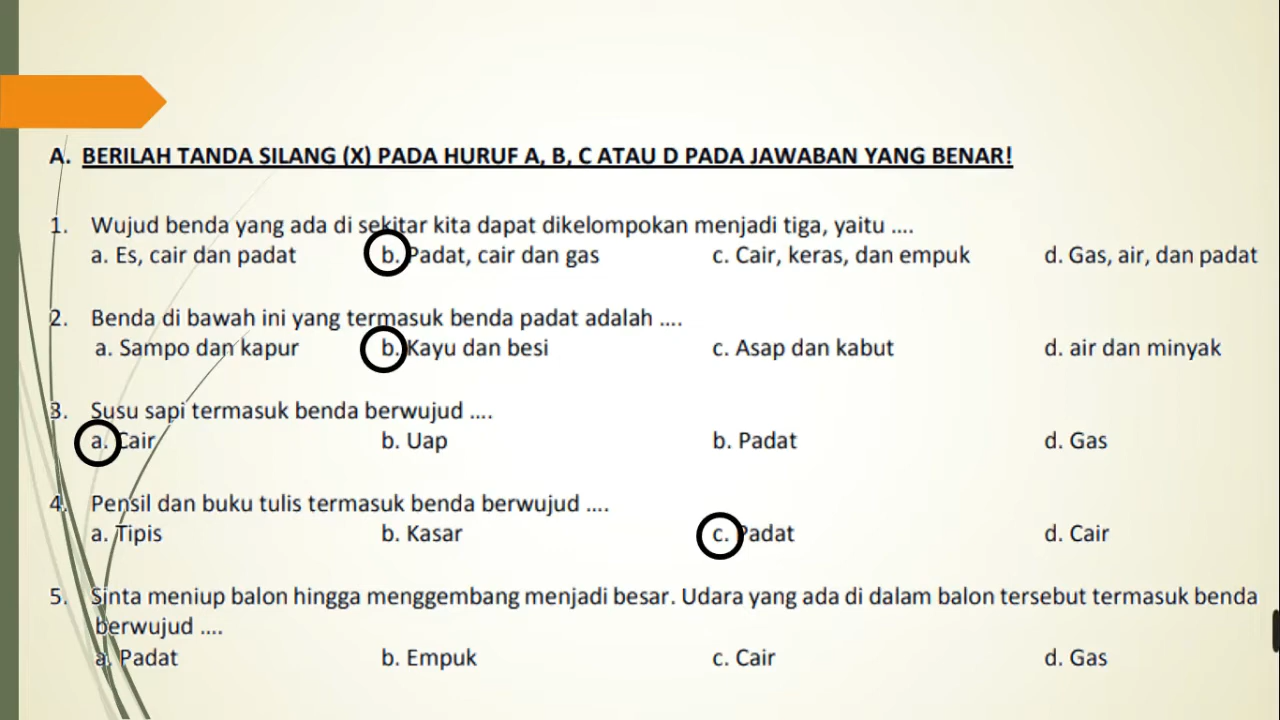 A. BERILAH TANDA SILANG (X) PADA HURUF A, B, C ATAU D PADA JAWABAN YANG BENAR!
1. Wujud benda yang ada di sekitar kita dapat dikelompokan menjadi tiga, yaitu ....
a. Es, cair dan padat b. Padat, cair dan gas c. Cair, keras, dan empuk d. Gas, air, dan padat
2. Benda di bawah ini yang termasuk benda padat adalah ....
a. Sampo dan kapur b. Kayu dan besi c. Asap dan kabut d. air dan minyak
3. Susu sapi termasuk benda berwujud ....
a. Cair b. Uap b. Padat d. Gas
4. Pensil dan buku tulis termasuk benda berwujud ....
a. Tipis b. Kasar c. Padat d. Cair
5. Sinta meniup balon hingga menggembang menjadi besar. Udara yang ada di dalam balon tersebut termasuk benda
berwujud ....
a. Padat b. Empuk c. Cair d. Gas